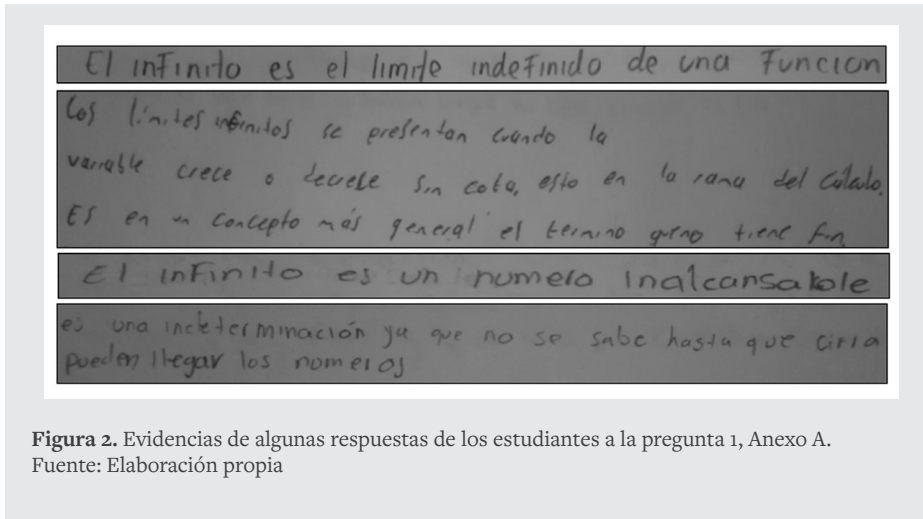 El infinito es el limite indefinido de una Funcion
Los límites infinitos se presentan cuando la
variable crece o decrece sin cota, esto en la rama del cálculo.
Es en un concepto más general el termino que no tiene fin.
El infinito es un numero inalcansable
es una indeterminación ya que no se sabe hasta que cirra
pueden llegar los numeros
Figura 2. Evidencias de algunas respuestas de los estudiantes a la pregunta 1, Anexo A.
Fuente: Elaboración propia